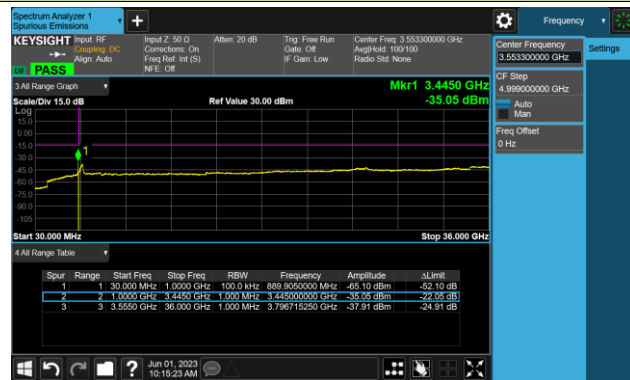 Spectrum Analyzer 1
Spurious Emissions
+
Frequency
KEYSIGHT Input: RF Input Z: 50 Ω Atten: 20 dB Trig: Free Run Center Freq: 3.553300000 GHz
Coupling: DC Corrections: On Gate: Off Avg|Hold: 100/100
Align: Auto Freq Ref: Int (S) IF Gain: Low Radio Std: None
NFE: Off
PASS
Center Frequency
3.553300000 GHz
Settings
CF Step
4.999000000 GHz
Auto
Man
Freq Offset
0 Hz
3 All Range Graph Mkr1 3.4450 GHz
Scale/Div 15.0 dB Ref Value 30.00 dBm -35.05 dBm
Log
15.0
0.00
-15.0
1
-30.0
-45.0
-60.0
-75.0
-90.0
-105
Start 30.000 MHz Stop 36.000 GHz
4 All Range Table
Spur Range Start Freq Stop Freq RBW Frequency Amplitude ΔLimit
1 1 30.000 MHz 1.0000 GHz 100.0 kHz 889.9050000 MHz -65.10 dBm -52.10 dB
2 2 1.0000 GHz 3.4450 GHz 1.000 MHz 3.445000000 GHz -35.05 dBm -22.05 dB
3 3 3.5550 GHz 36.000 GHz 1.000 MHz 3.796715250 GHz -37.91 dBm -24.91 dB
? Jun 01, 2023
10:15:23 AM